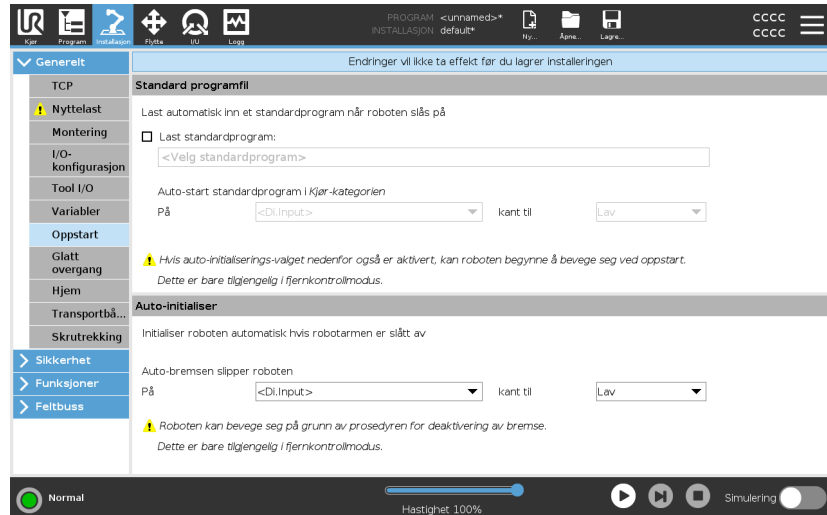 PROGRAM <unnamed>*
INSTALLASJON default*
CCCC
CCCC
Kjør Program Installasjon Flytte I/U Logg Ny... Åpne... Lagre...
Generelt
TCP
Nyttelast
Montering
I/O-
konfigurasjon
Tool I/O
Variabler
Oppstart
Glatt
overgang
Hjem
Transportbå...
Skrutrekking
Sikkerhet
Funksjoner
Feltbuss
Endringer vil ikke ta effekt før du lagrer installeringen
Standard programfil
Last automatisk inn et standardprogram når roboten slås på
Last standardprogram:
<Velg standardprogram>
Auto-start standardprogram i Kjør-kategorien
På <Di.Input> kant til Lav
Hvis auto-initialiserings-valget nedenfor også er aktivert, kan roboten begynne å bevege seg ved oppstart.
Dette er bare tilgjengelig i fjernkontrollmodus.
Auto-initialiser
Initialiser roboten automatisk hvis robotarmen er slått av
Auto-bremsen slipper roboten
På <Di.Input> kant til Lav
Roboten kan bevege seg på grunn av prosedyren for deaktivering av bremse.
Dette er bare tilgjengelig i fjernkontrollmodus.
Normal
Hastighet 100%
Simulering